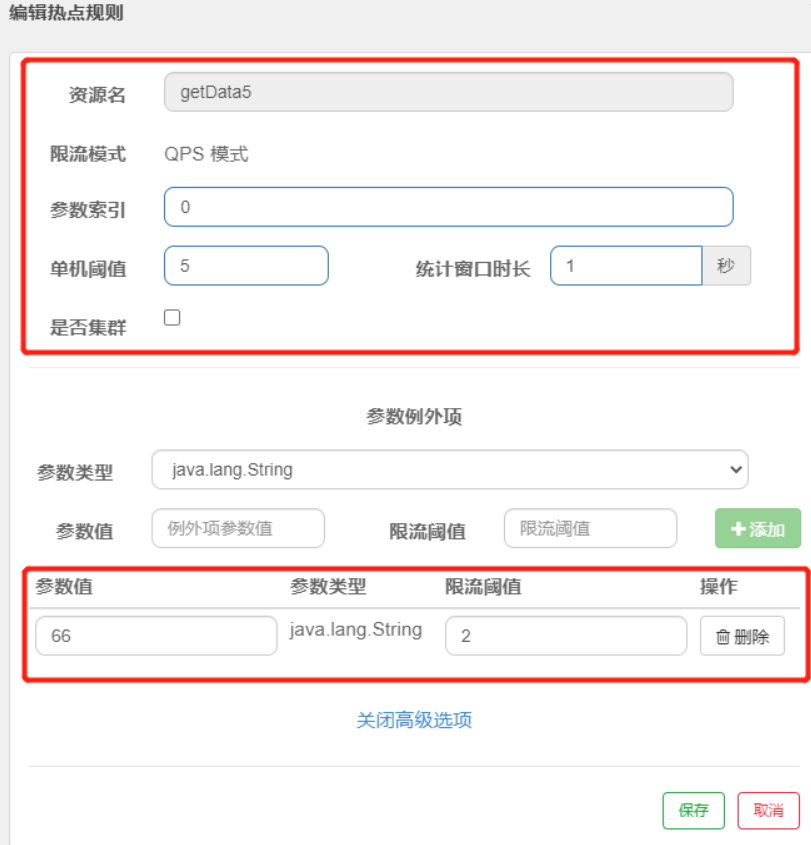 编辑热点规则
资源名 getData5
限流模式 QPS 模式
参数索引 0
单机阈值 5 统计窗口时长 1 秒
是否集群
参数例外项
参数类型 java.lang.String
参数值 例外项参数值 限流阈值 限流阈值 +添加
参数值 参数类型 限流阈值 操作
66 java.lang.String 2 删除
关闭高级选项
保存 取消